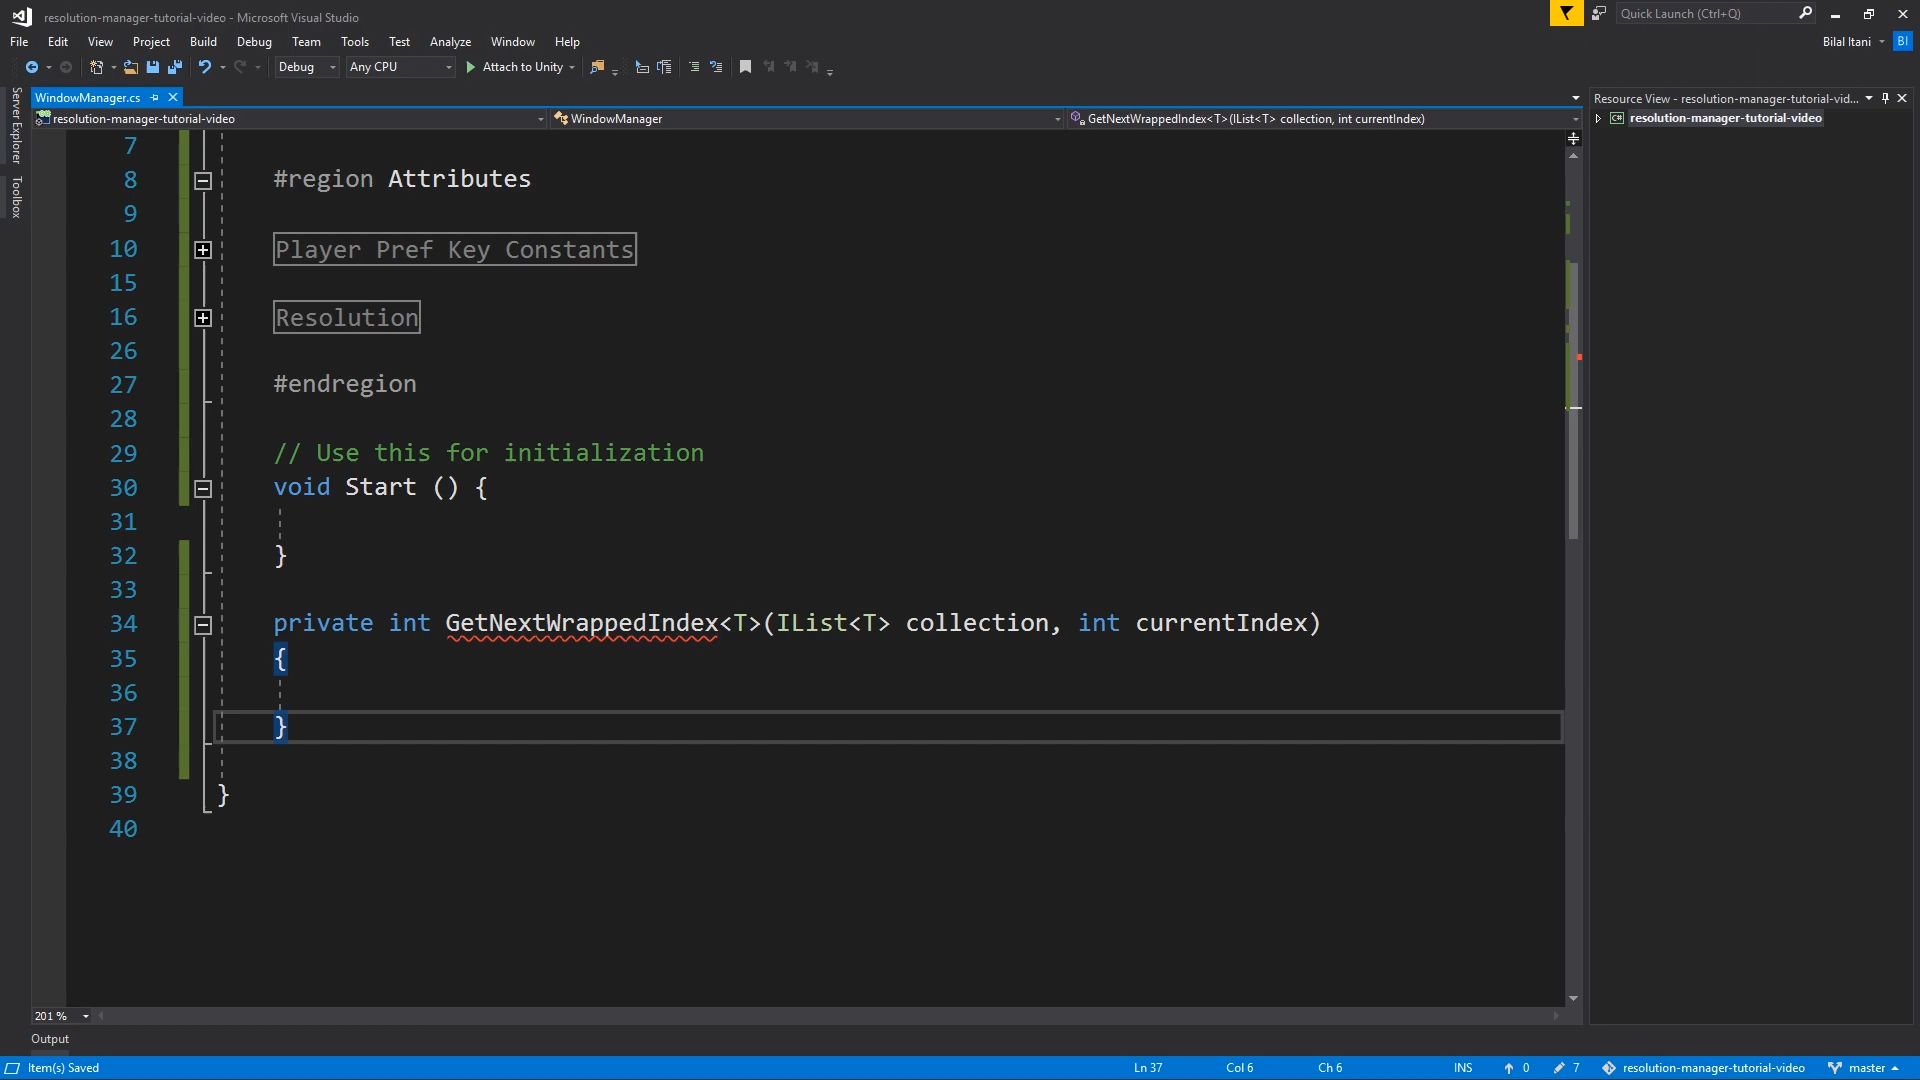 resolution-manager-tutorial-video - Microsoft Visual Studio
Quick Launch (Ctrl+Q)
File Edit View Project Build Debug Team Tools Test Analyze Window Help
Bilal Itani BI
Debug Any CPU Attach to Unity
Server Explorer
Toolbox
WindowManager.cs
Resource View - resolution-manager-tutorial-vid...
resolution-manager-tutorial-video WindowManager GetNextWrappedIndex<T>(IList<T> collection, int currentIndex)
C# resolution-manager-tutorial-video
7
8 #region Attributes
9
10 Player Pref Key Constants
15
16 Resolution
26
27 #endregion
28
29 // Use this for initialization
30 void Start () {
31
32 }
33
34 private int GetNextWrappedIndex<T>(IList<T> collection, int currentIndex)
35 {
36
37 }
38
39 }
40
201 %
Output
Item(s) Saved Ln 37 Col 6 Ch 6 INS 0 7 resolution-manager-tutorial-video master